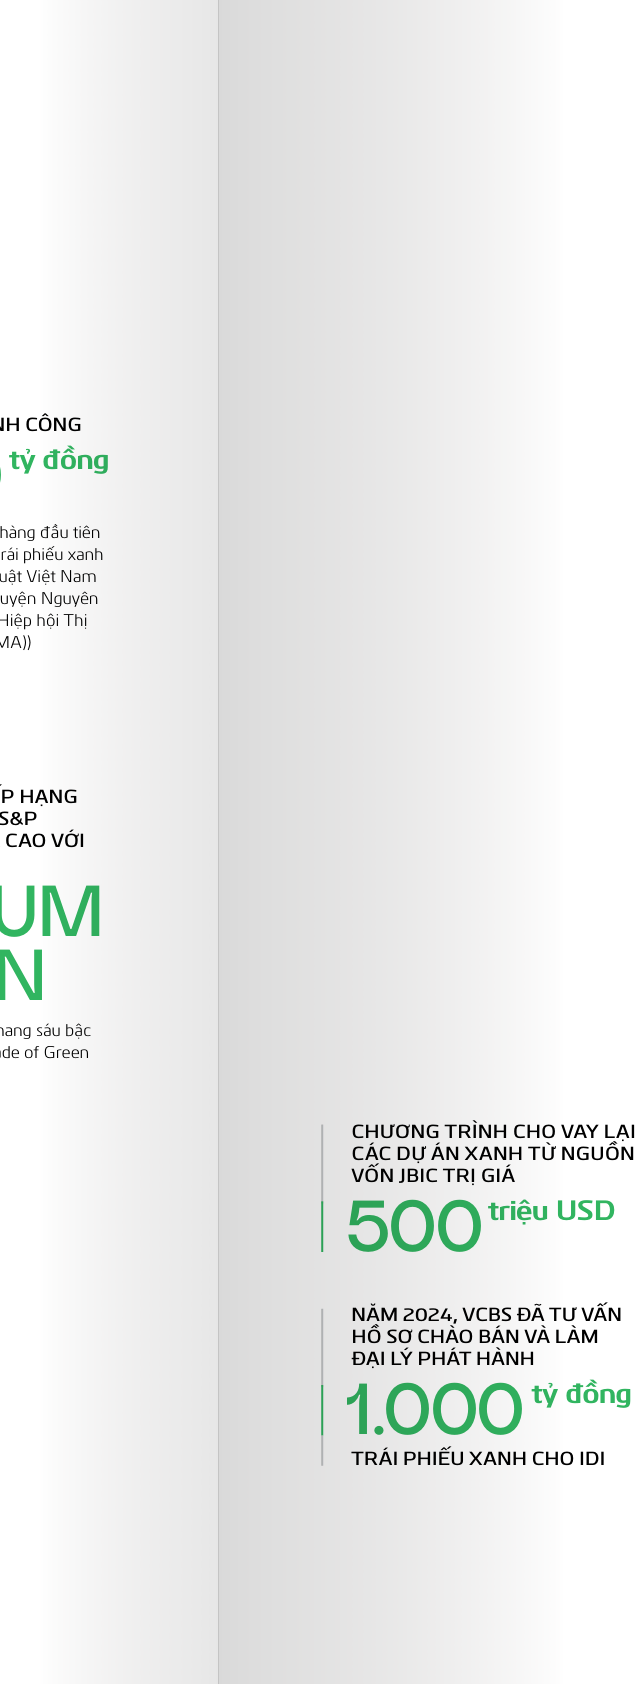 NH CÔNG
tỷ đồng
hàng đầu tiên
rái phiếu xanh
uật Việt Nam
uyện Nguyên
Hiệp hội Thị
MA))
P HẠNG
S&P
CAO VỚI
UM
N
hang sáu bậc
ade of Green
CHƯƠNG TRÌNH CHO VAY LẠI
CÁC DỰ ÁN XANH TỪ NGUỒN
VỐN JBIC TRỊ GIÁ
500 triệu USD
NĂM 2024, VCBS ĐÃ TƯ VẤN
HỒ SƠ CHÀO BÁN VÀ LÀM
ĐẠI LÝ PHÁT HÀNH
1.000 tỷ đồng
TRÁI PHIẾU XANH CHO IDI